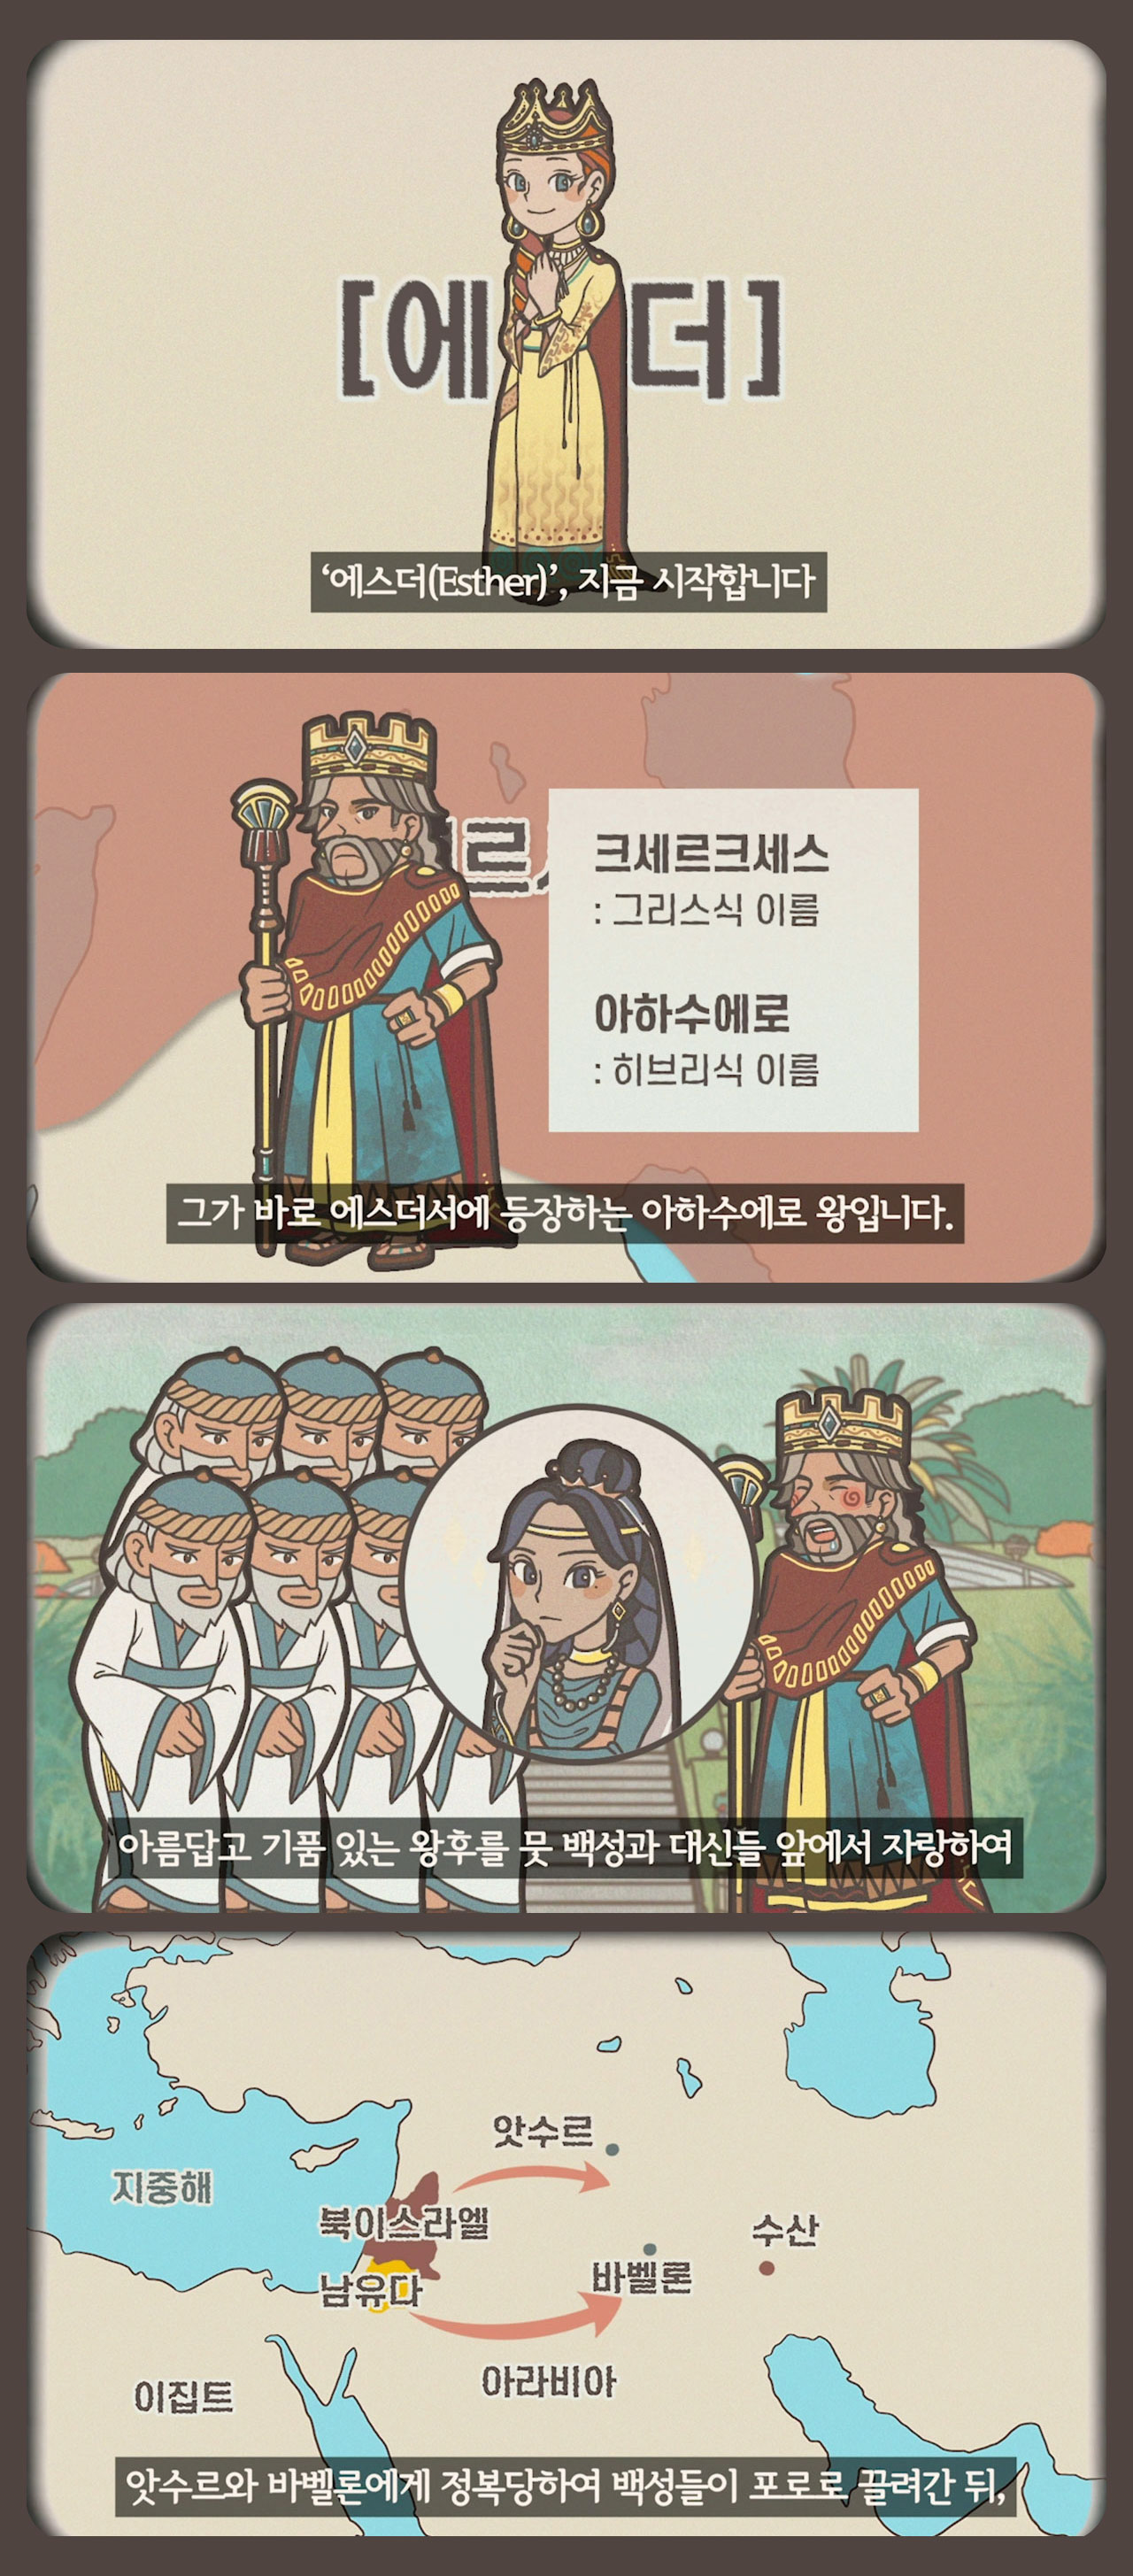 [에 더]
‘에스더(Esther)’, 지금 시작합니다
르
크세르크세스
: 그리스식 이름
아하수에로
: 히브리식 이름
그가 바로 에스더서에 등장하는 아하수에로 왕입니다.
아름답고 기품 있는 왕후를 뭇 백성과 대신들 앞에서 자랑하여
앗수르
지중해
북이스라엘
수산
바벨론
남유다
아라비아
이집트
앗수르와 바벨론에게 정복당하여 백성들이 포로로 끌려간 뒤,